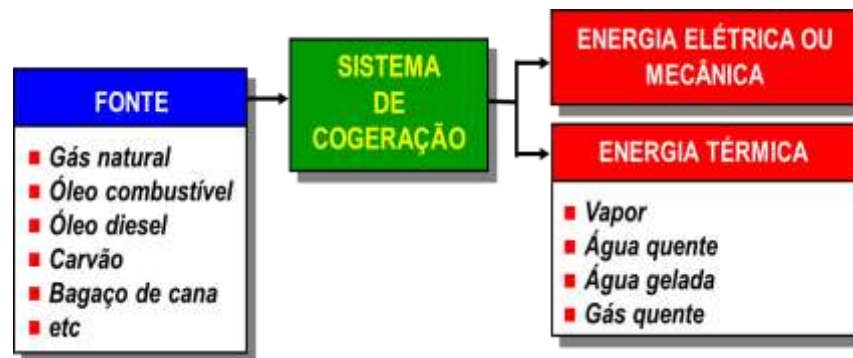 FONTE
Gás natural
Óleo combustível
Óleo diesel
Carvão
Bagaço de cana
etc
SISTEMA
DE
COGERAÇÃO
ENERGIA ELÉTRICA OU
MECÂNICA
ENERGIA TÉRMICA
Vapor
Água quente
Água gelada
Gás quente